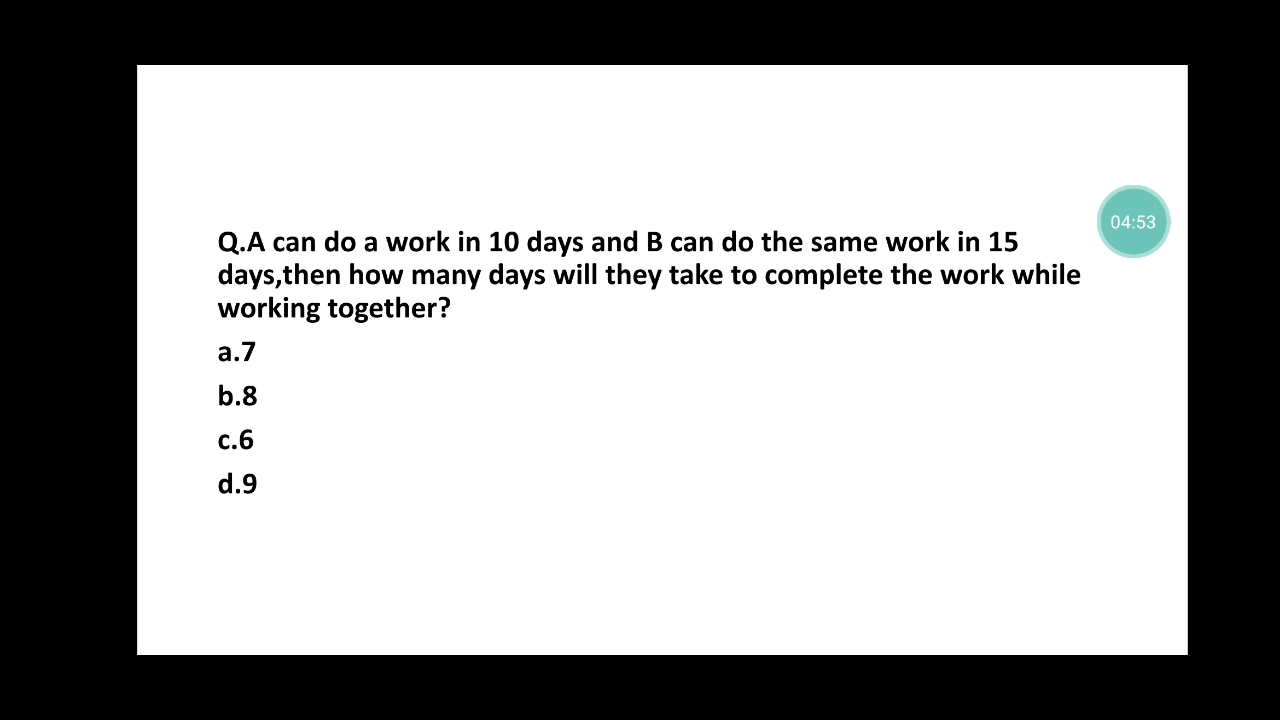 Q.A can do a work in 10 days and B can do the same work in 15
days,then how many days will they take to complete the work while
working together?
a.7
b.8
c.6
d.9
04:53